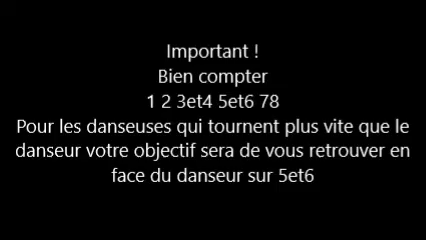 Important !
Bien compter
1 2 3et4 5et6 78
Pour les danseuses qui tournent plus vite que le
danseur votre objectif sera de vous retrouver en
face du danseur sur 5et6